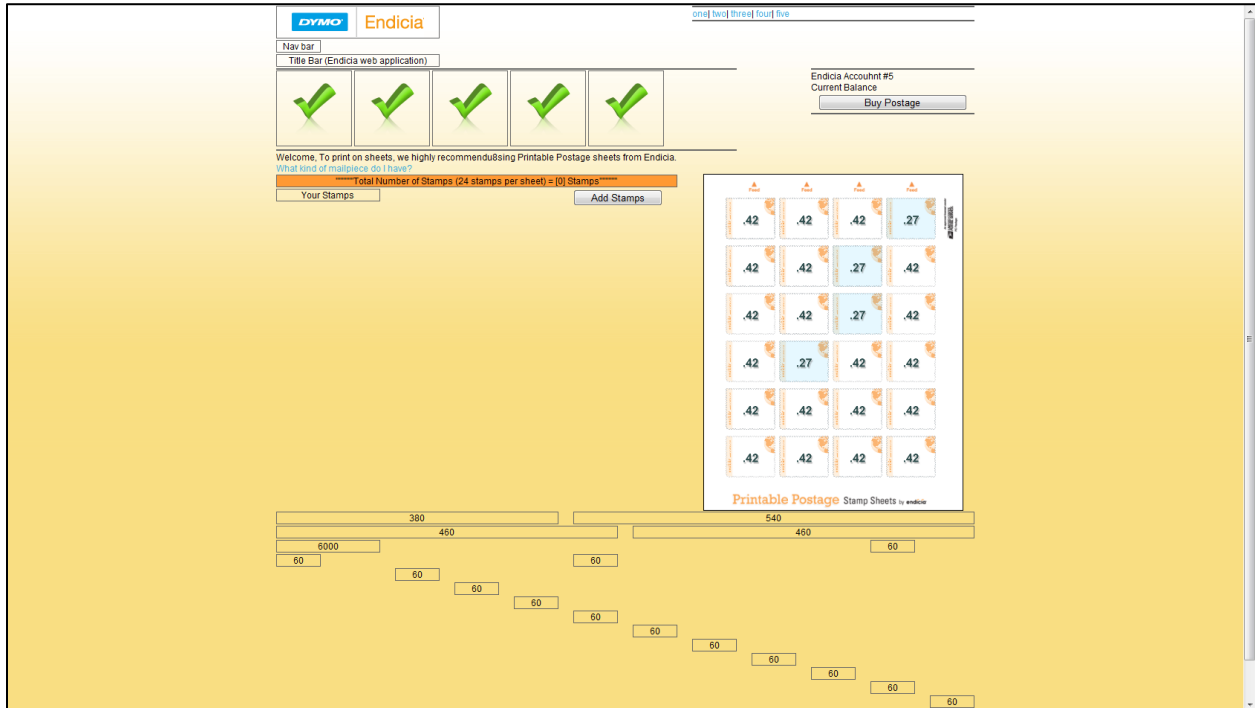 DYMO Endicia
one| two| three| four| five
Nav bar
Title Bar (Endicia web application)
Endicia Accouhnt #5
Current Balance
Buy Postage
Welcome, To print on sheets, we highly recommendu8sing Printable Postage sheets from Endicia.
What kind of mailpiece do I have?
""""""Total Number of Stamps (24 stamps per sheet) = [0] Stamps""""""
Your Stamps
Add Stamps
Feed Feed Feed Feed
.42 .42 .42 .27
.42 .42 .27 .42
.42 .42 .27 .42
.42 .27 .42 .42
.42 .42 .42 .42
.42 .42 .42 .42
Printable Postage Stamp Sheets by endicia
380 540
460 460
6000 60
60 60
60
60
60
60
60
60
60
60
60
60